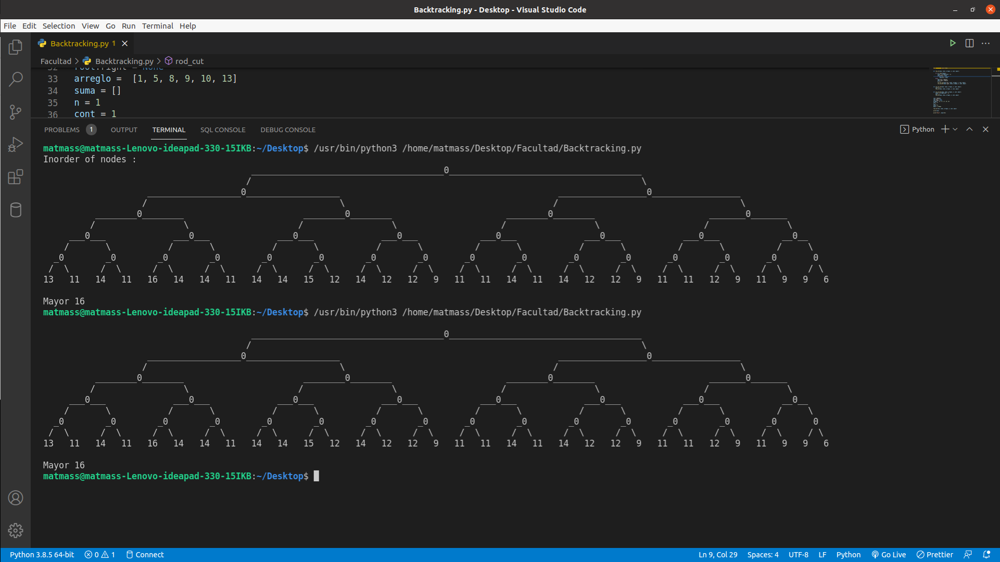 Backtracking.py - Desktop - Visual Studio Code
File Edit Selection View Go Run Terminal Help
Backtracking.py 1
Facultad > Backtracking.py > rod_cut
32 root.right = None
33 arreglo = [1, 5, 8, 9, 10, 13]
34 suma = []
35 n = 1
36 cont = 1
PROBLEMS 1 OUTPUT TERMINAL SQL CONSOLE DEBUG CONSOLE Python
matmass@matmass-Lenovo-ideapad-330-15IKB:~/Desktop$ /usr/bin/python3 /home/matmass/Desktop/Facultad/Backtracking.py
Inorder of nodes :
_____________________________________0_____________________________________
/ \
__________________0__________________ _________________0_________________
/ \ / \
________0________ ________0________ ________0________ _______0_______
/ \ / \ / \ / \
___0___ ___0___ ___0___ ___0___ ___0___ ___0___ ___0___ __0__
/ \ / \ / \ / \ / \ / \ / \ / \
_0 _0 _0 _0 _0 _0 _0 _0 _0 _0 _0 _0 _0 _0 _0 0
/ \ / \ / \ / \ / \ / \ / \ / \ / \ / \ / \ / \ / \ / \ / \ / \
13 11 14 11 16 14 14 11 14 14 15 12 14 12 12 9 11 11 14 11 14 12 12 9 11 11 12 9 11 9 9 6
Mayor 16
matmass@matmass-Lenovo-ideapad-330-15IKB:~/Desktop$ /usr/bin/python3 /home/matmass/Desktop/Facultad/Backtracking.py
_____________________________________0_____________________________________
/ \
__________________0__________________ _________________0_________________
/ \ / \
________0________ ________0________ ________0________ _______0_______
/ \ / \ / \ / \
___0___ ___0___ ___0___ ___0___ ___0___ ___0___ ___0___ __0__
/ \ / \ / \ / \ / \ / \ / \ / \
_0 _0 _0 _0 _0 _0 _0 _0 _0 _0 _0 _0 _0 _0 _0 0
/ \ / \ / \ / \ / \ / \ / \ / \ / \ / \ / \ / \ / \ / \ / \ / \
13 11 14 11 16 14 14 11 14 14 15 12 14 12 12 9 11 11 14 11 14 12 12 9 11 11 12 9 11 9 9 6
Mayor 16
matmass@matmass-Lenovo-ideapad-330-15IKB:~/Desktop$
Python 3.8.5 64-bit 0 1 Connect Ln 9, Col 29 Spaces: 4 UTF-8 LF Python Go Live Prettier